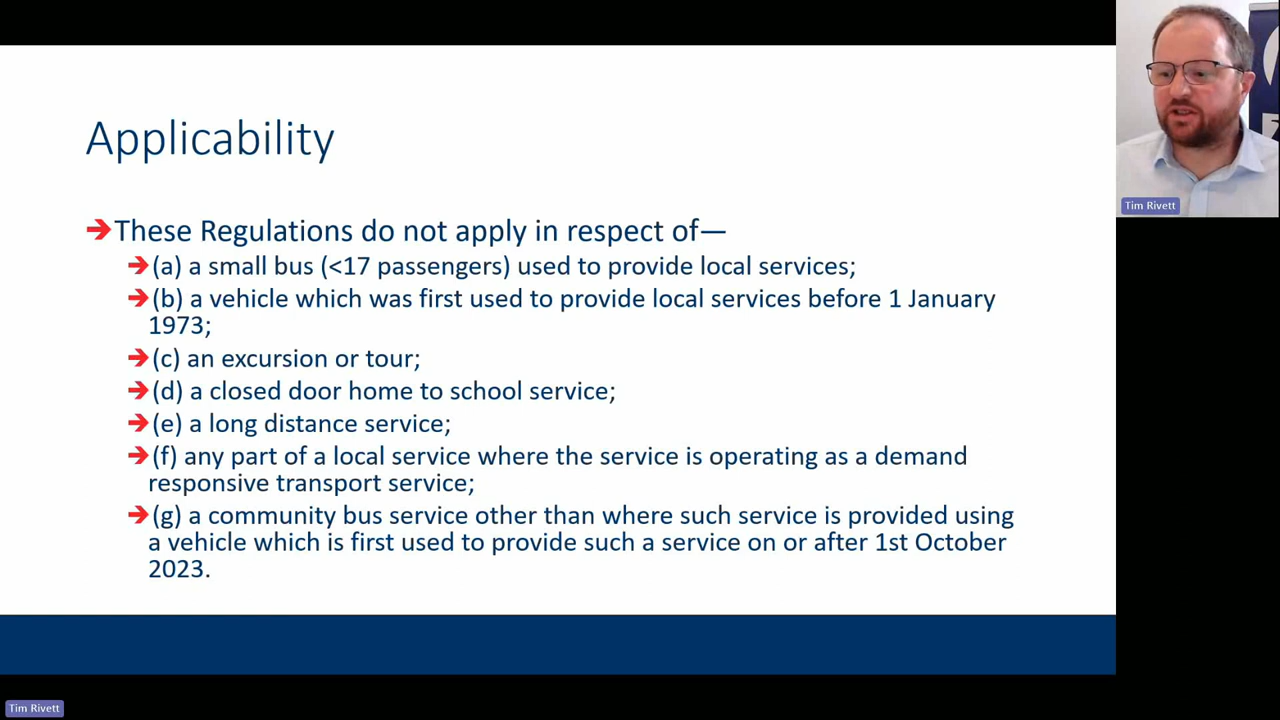 Applicability
➔These Regulations do not apply in respect of—
➔(a) a small bus (<17 passengers) used to provide local services;
➔(b) a vehicle which was first used to provide local services before 1 January
1973;
➔(c) an excursion or tour;
➔(d) a closed door home to school service;
➔(e) a long distance service;
➔(f) any part of a local service where the service is operating as a demand
responsive transport service;
➔(g) a community bus service other than where such service is provided using
a vehicle which is first used to provide such a service on or after 1st October
2023.
Tim Rivett
Tim Rivett